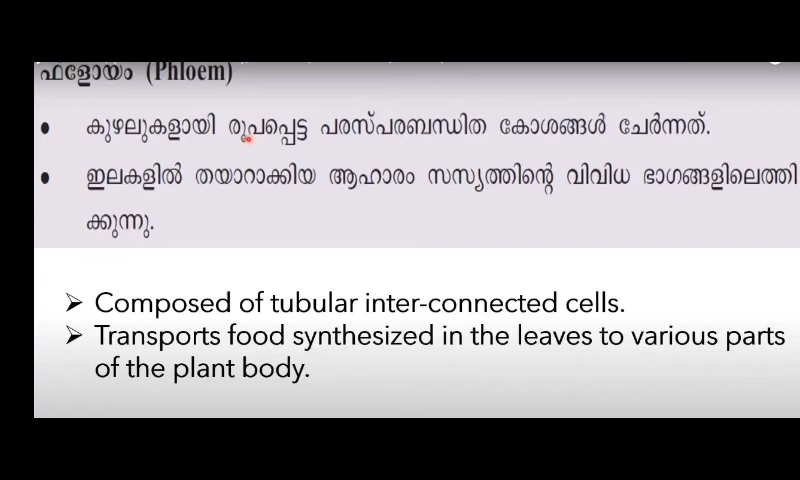 ഫ്ളോയം (Phloem)
• കുഴലുകളായി രൂപപ്പെട്ട പരസ്പരബന്ധിത കോശങ്ങൾ ചേർന്നത്.
• ഇലകളിൽ തയാറാക്കിയ ആഹാരം സസ്യത്തിന്റെ വിവിധ ഭാഗങ്ങളിലെത്തി
ക്കുന്നു.
➢ Composed of tubular inter-connected cells.
➢ Transports food synthesized in the leaves to various parts
of the plant body.